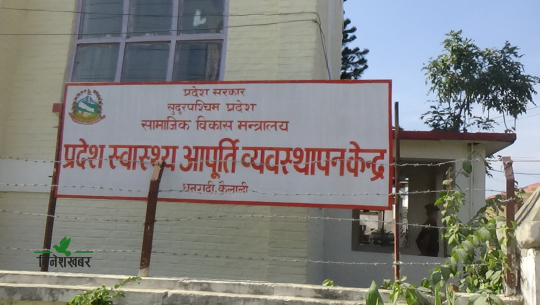 प्रदेश सरकार
सुदूरपश्चिम प्रदेश
सामाजिक विकास मन्त्रालय
प्रदेश स्वास्थ्य आपूर्ति व्यवस्थापन केन्द्र
धनगढी, कैलाली
दिनेशखबर